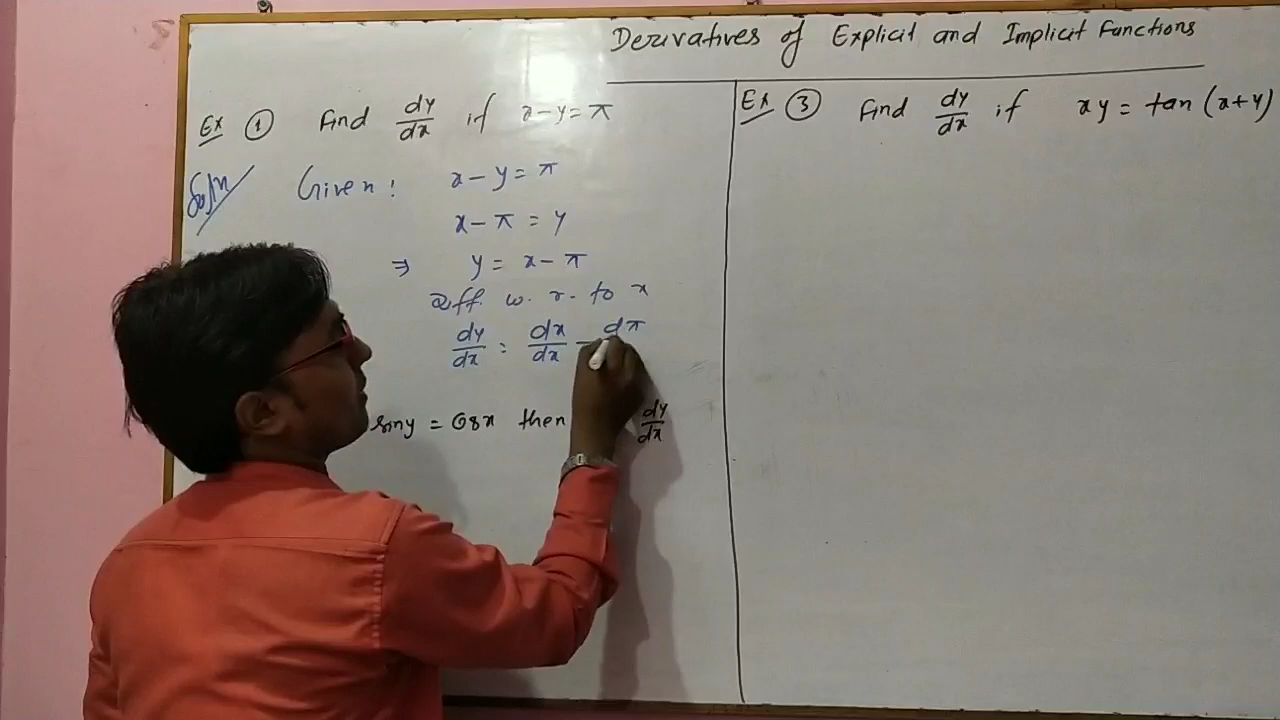 Derivatives of Explicit and Implicit Functions
Ex ① Find dy/dx if x-y=π
Soln Given: x-y=π
x-π=y
⇒ y=x-π
Diff. w. r. to x
dy/dx = dx/dx - dπ
siny = Cosx then dy/dx
Ex ③ Find dy/dx if xy = tan (x+y)